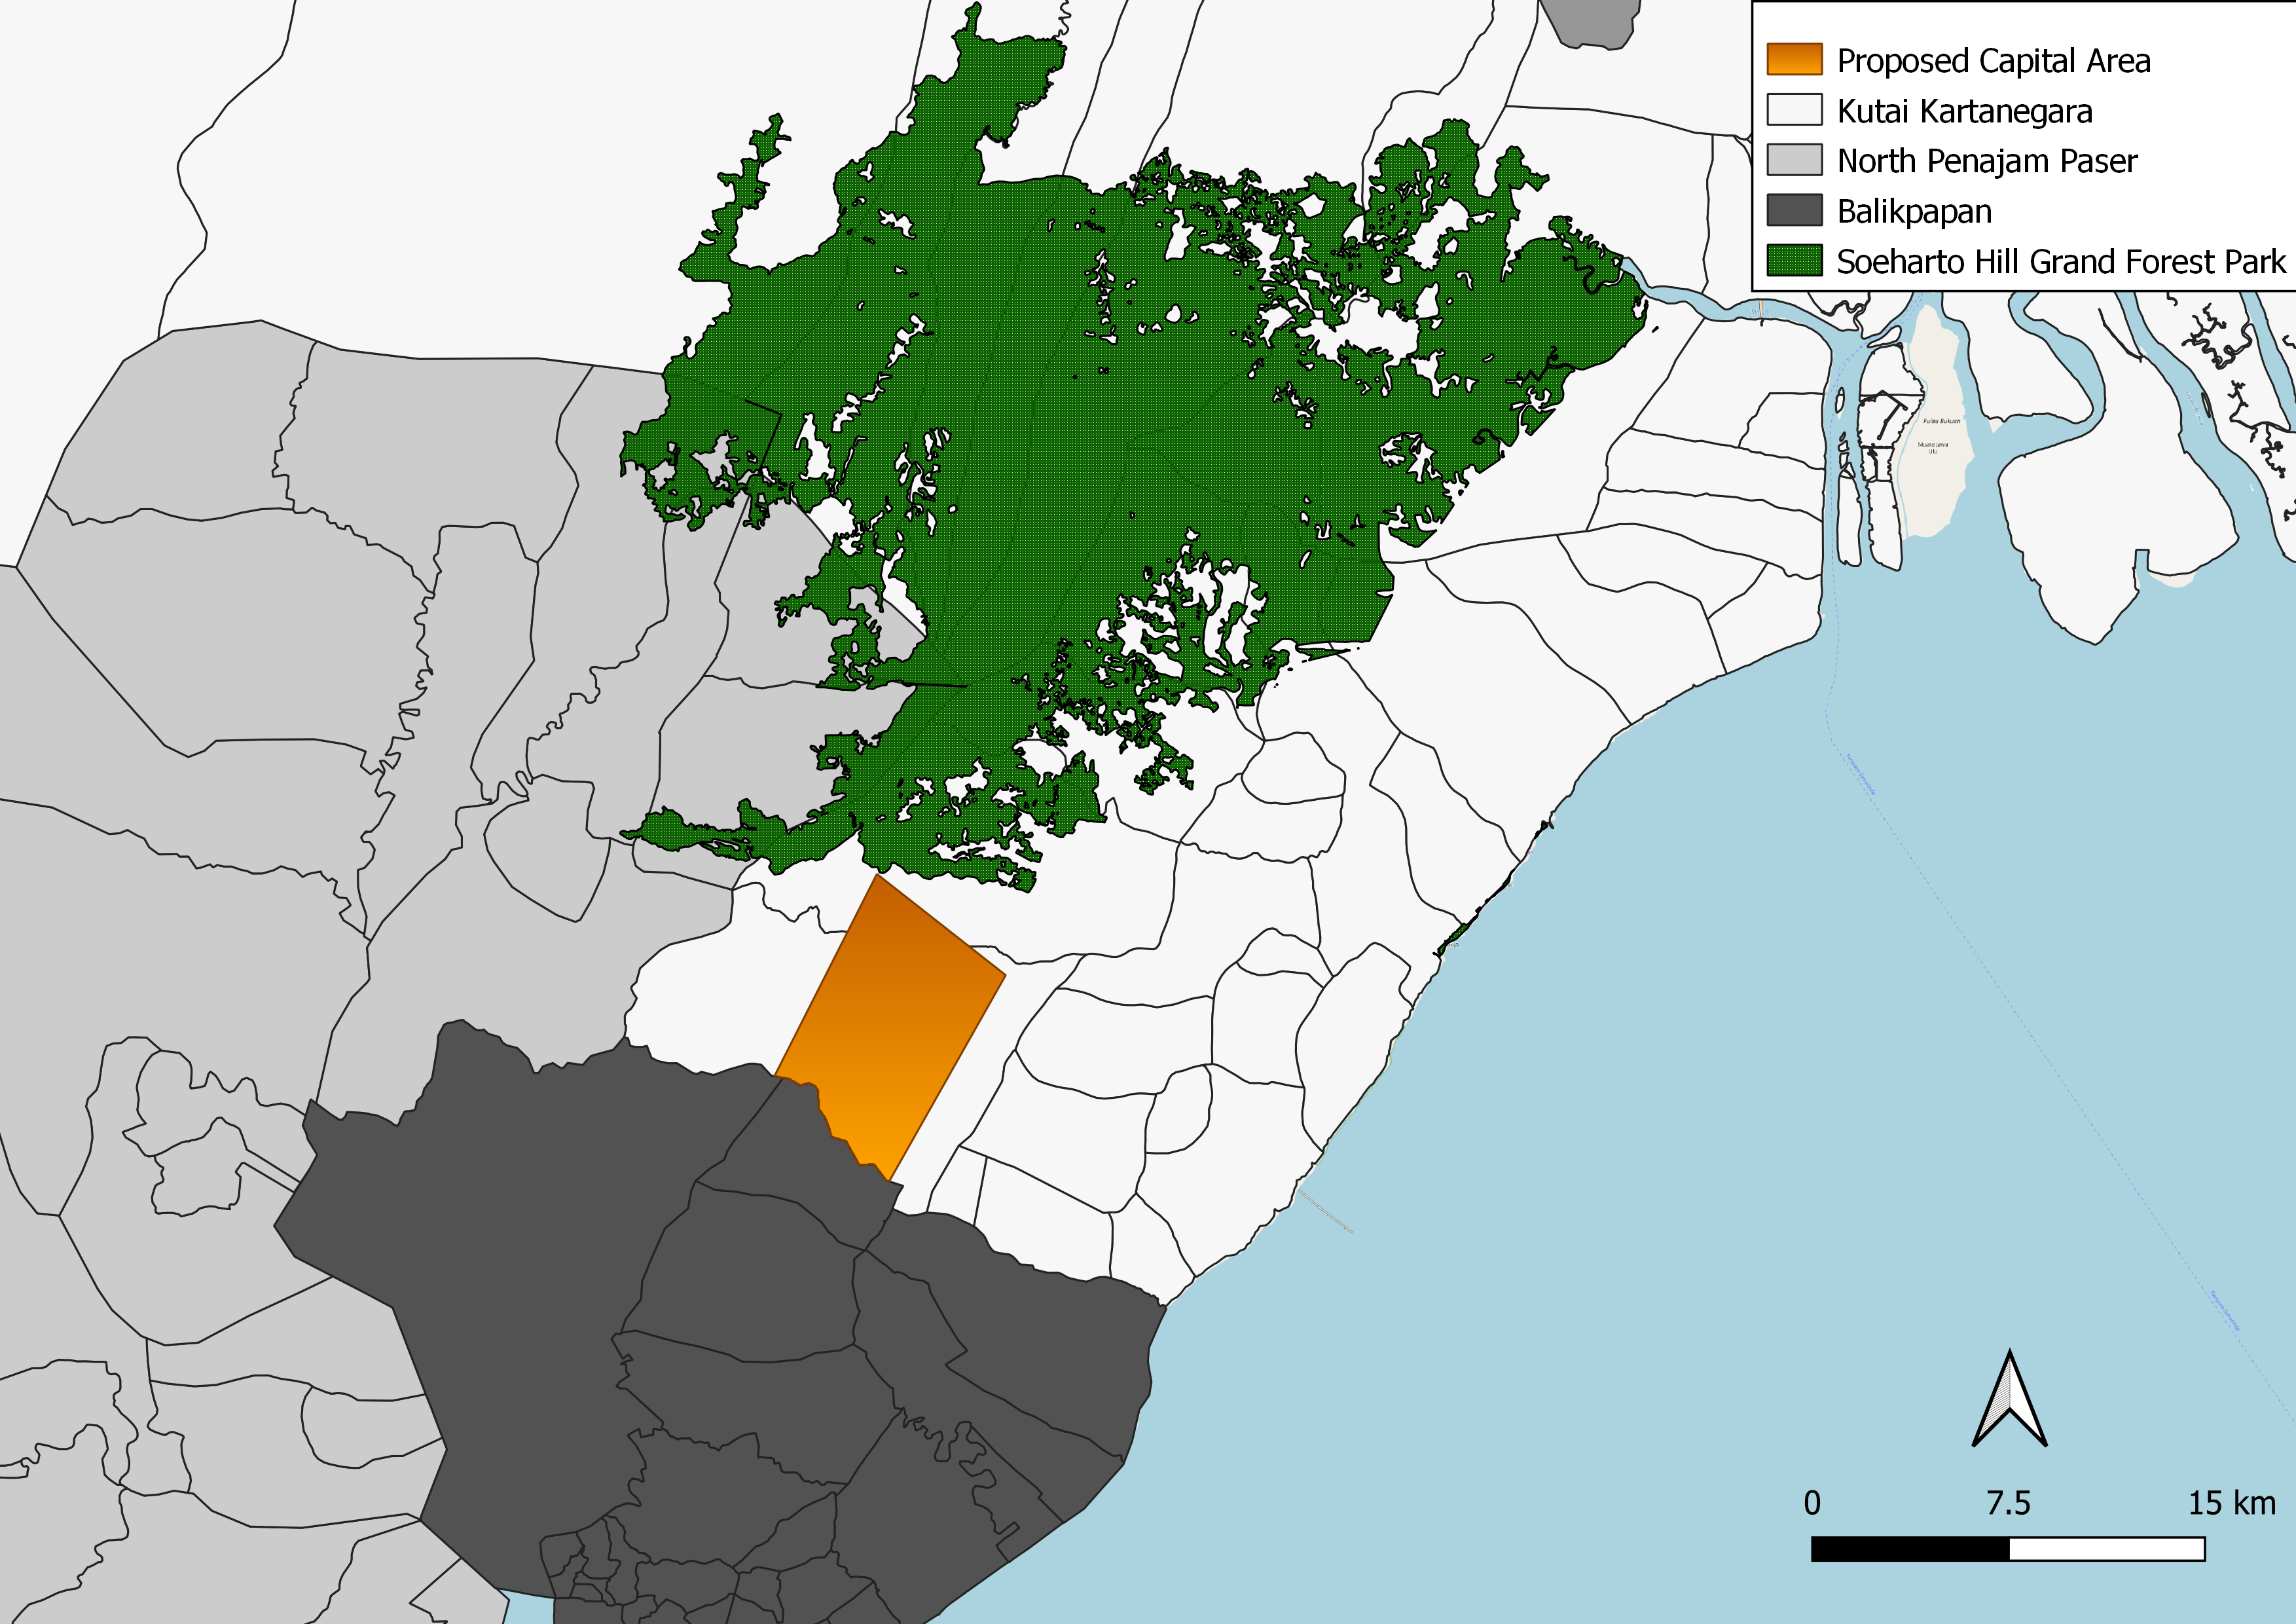 Proposed Capital Area
Kutai Kartanegara
North Penajam Paser
Balikpapan
Soeharto Hill Grand Forest Park
Pulau Bukuan
Muara Jawa
Ulu
0 7.5 15 km